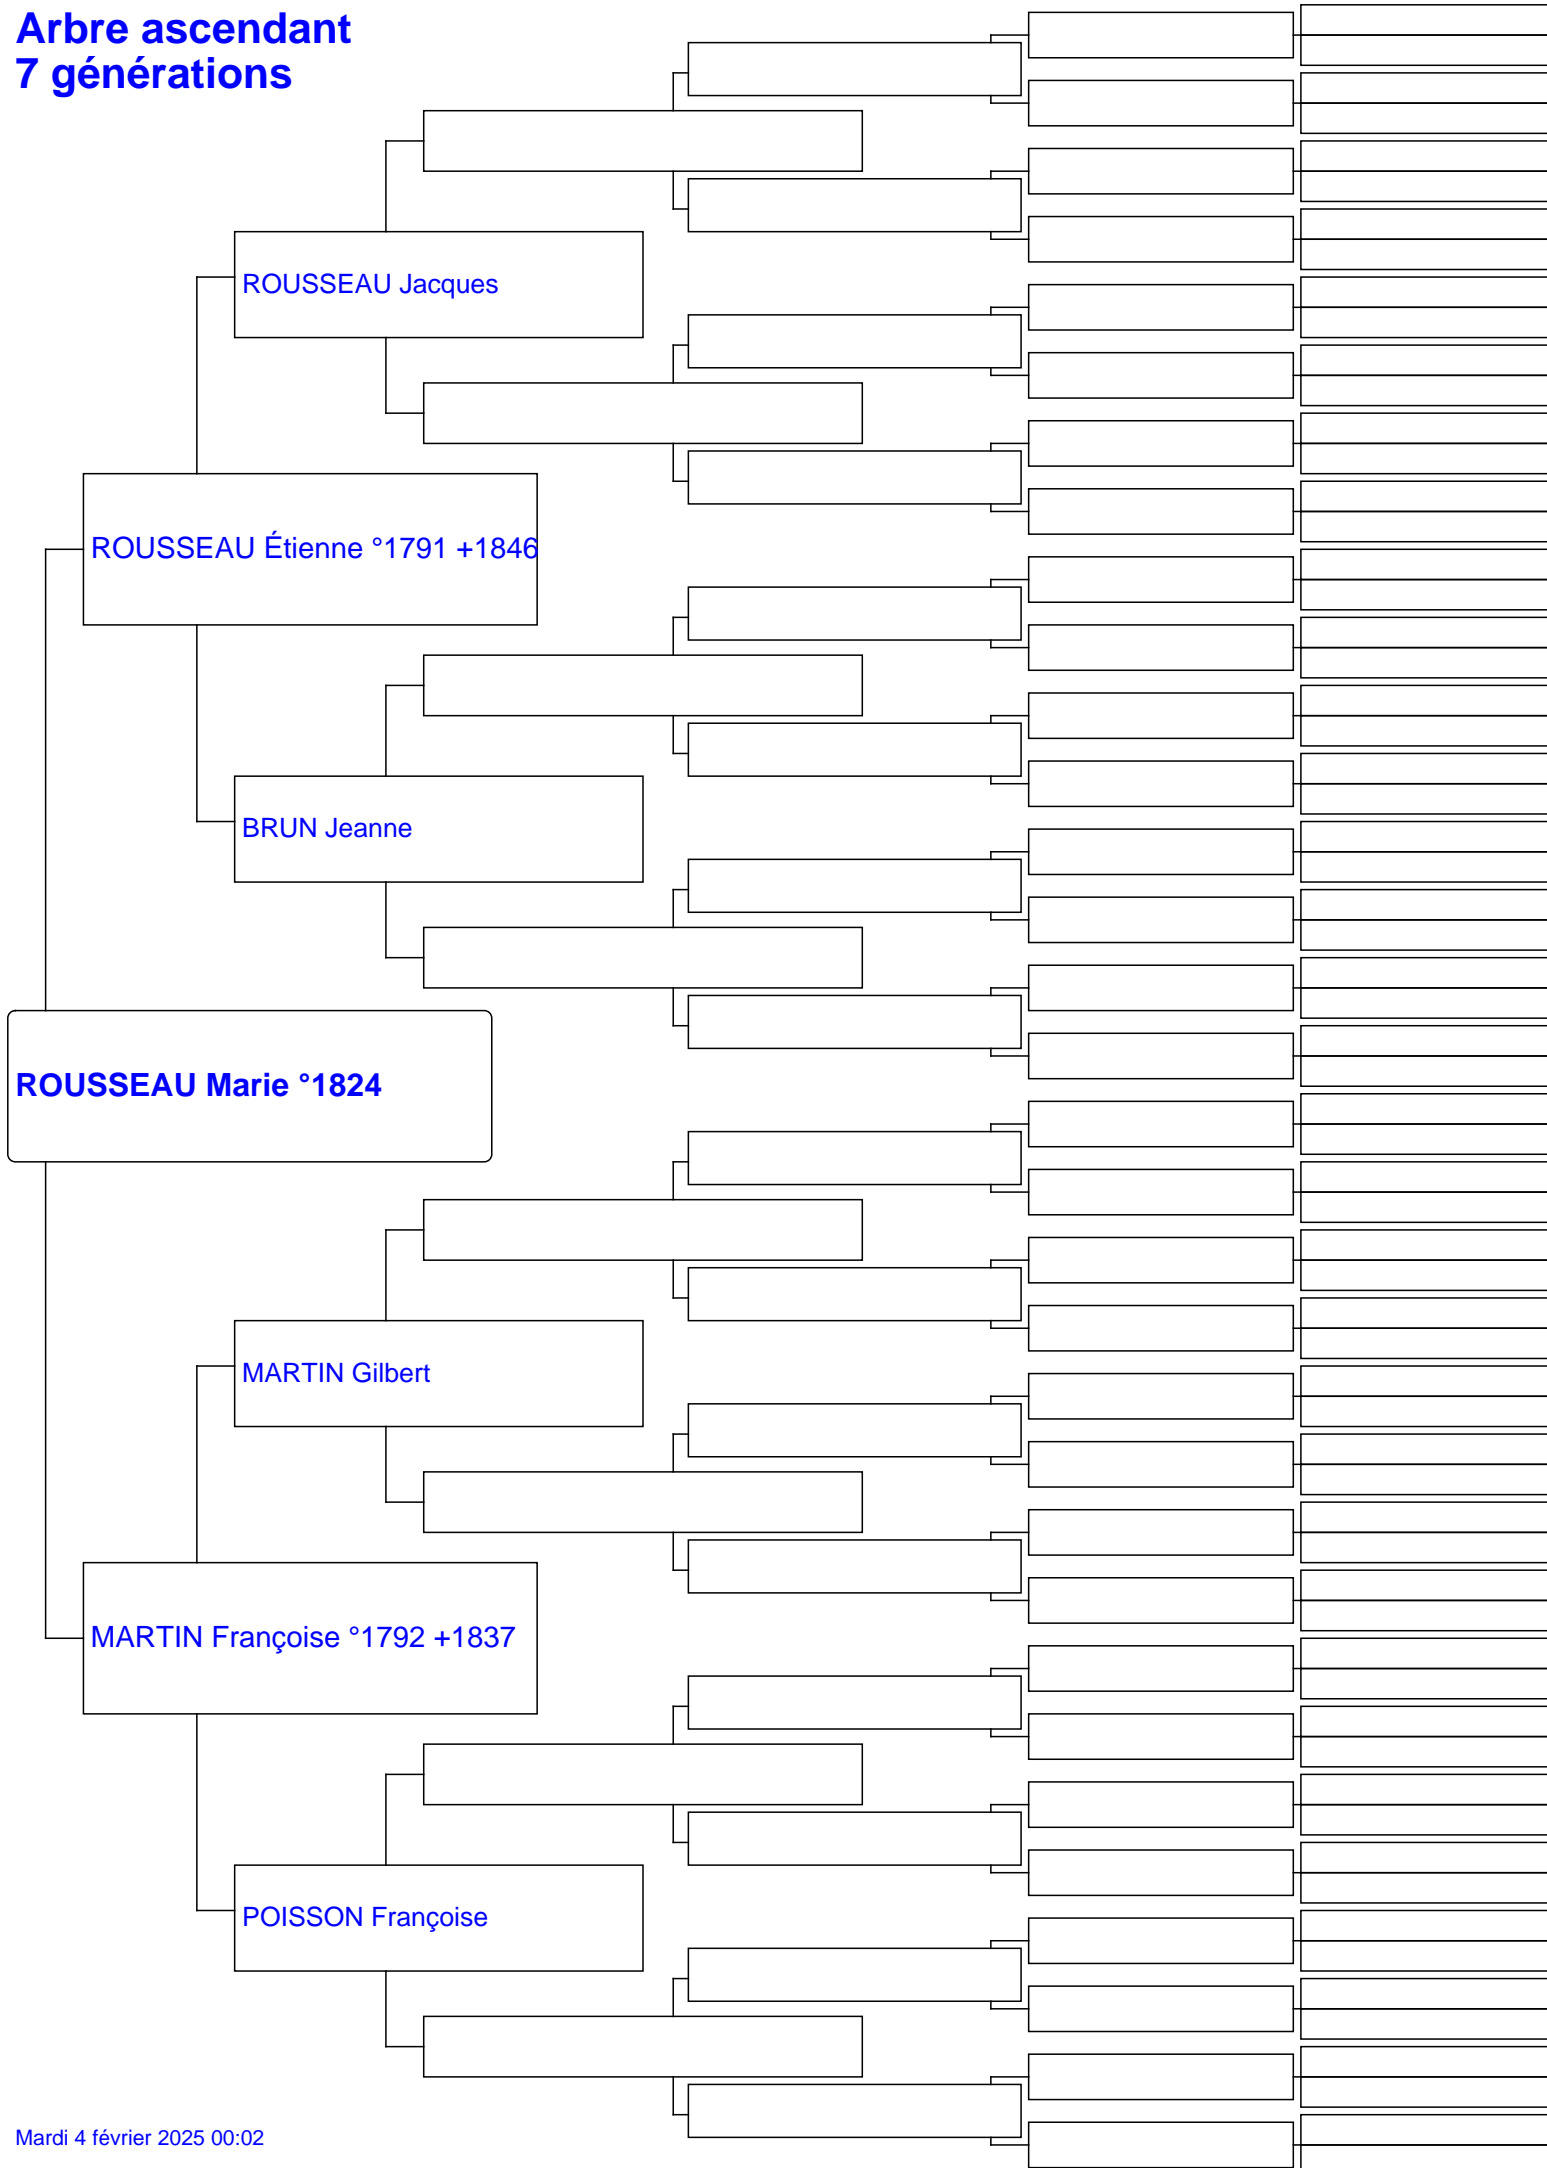 Arbre ascendant
7 générations
ROUSSEAU Jacques
ROUSSEAU Étienne °1791 +1846
BRUN Jeanne
ROUSSEAU Marie °1824
MARTIN Gilbert
MARTIN Françoise °1792 +1837
POISSON Françoise
Mardi 4 février 2025 00:02